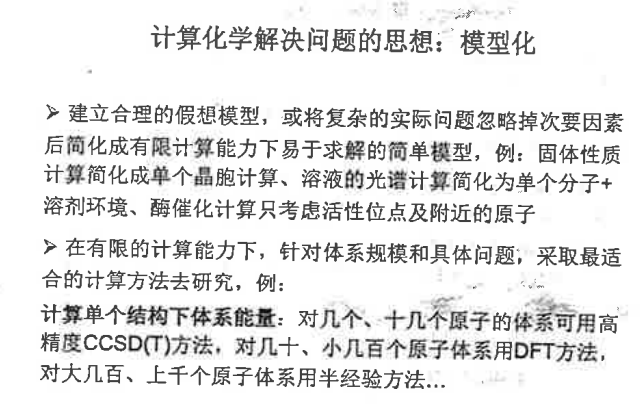 计算化学解决问题的思想：模型化
➢ 建立合理的假想模型，或将复杂的实际问题忽略掉次要因素
后简化成有限计算能力下易于求解的简单模型，例：固体性质
计算简化成单个晶胞计算、溶液的光谱计算简化为单个分子+
溶剂环境、酶催化计算只考虑活性位点及附近的原子
➢ 在有限的计算能力下，针对体系规模和具体问题，采取最适
合的计算方法去研究，例：
计算单个结构下体系能量：对几个、十几个原子的体系可用高
精度CCSD(T)方法，对几十、小几百个原子体系用DFT方法，
对大几百、上千个原子体系用半经验方法...